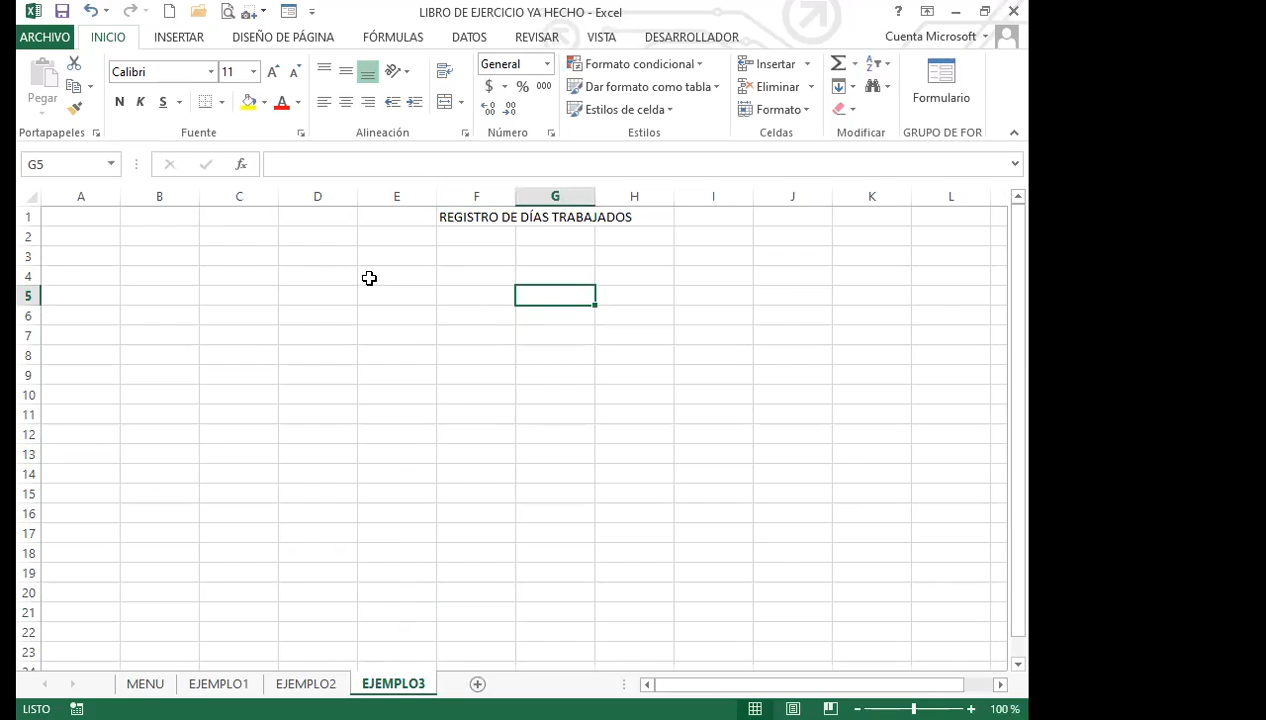 LIBRO DE EJERCICIO YA HECHO - Excel
?
ARCHIVO INICIO INSERTAR DISEÑO DE PÁGINA FÓRMULAS DATOS REVISAR VISTA DESARROLLADOR Cuenta Microsoft
Pegar
Calibri 11
N K S
General
$ % 000
Formato condicional
Dar formato como tabla
Estilos de celda
Insertar
Eliminar
Formato
Formulario
Portapapeles Fuente Alineación Número Estilos Celdas Modificar GRUPO DE FOR
G5 fx
A B C D E F G H I J K L
1 REGISTRO DE DÍAS TRABAJADOS
2
3
4
5
6
7
8
9
10
11
12
13
14
15
16
17
18
19
20
21
22
23
24
MENU EJEMPLO1 EJEMPLO2 EJEMPLO3
LISTO 100 %